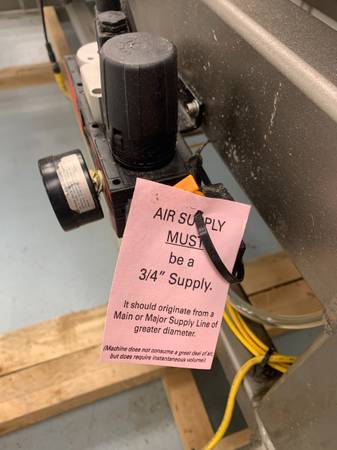 AIR SUPPLY
MUST
be a
3/4" Supply.
It should originate from a
Main or Major Supply Line of
greater diameter.
(Machine does not consume a great deal of air,
but does require instantaneous volume)